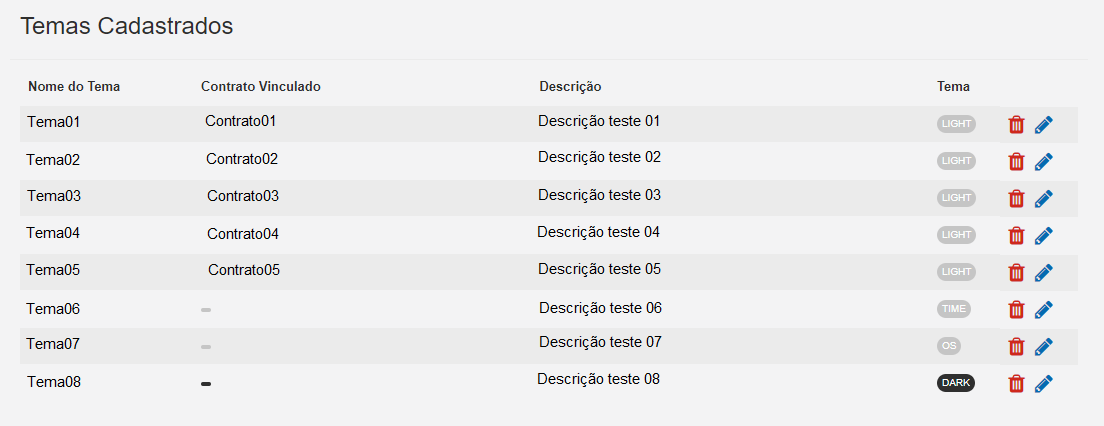 Temas Cadastrados
Nome do Tema Contrato Vinculado Descrição Tema
Tema01 Contrato01 Descrição teste 01 LIGHT
Tema02 Contrato02 Descrição teste 02 LIGHT
Tema03 Contrato03 Descrição teste 03 LIGHT
Tema04 Contrato04 Descrição teste 04 LIGHT
Tema05 Contrato05 Descrição teste 05 LIGHT
Tema06 - Descrição teste 06 TIME
Tema07 - Descrição teste 07 OS
Tema08 - Descrição teste 08 DARK